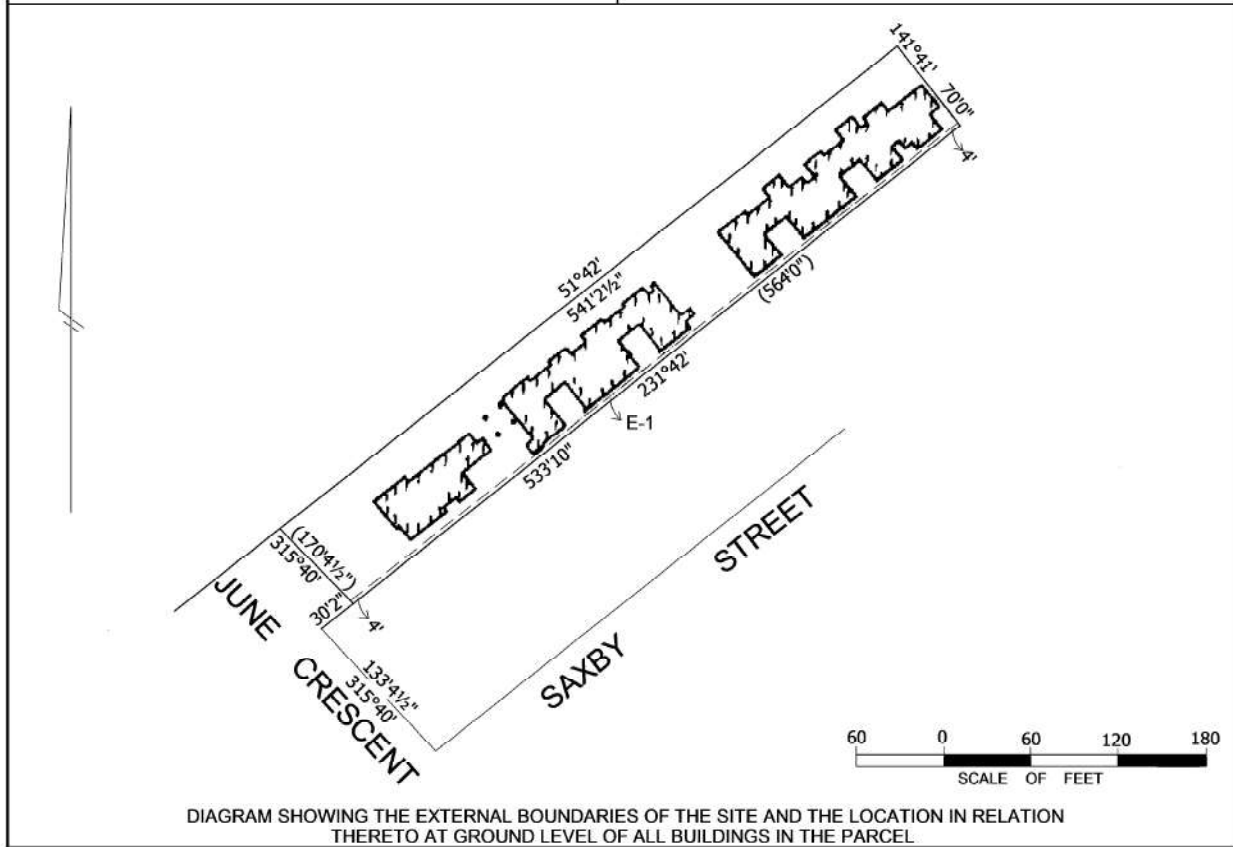 141°41'
70'0"
4'
51°42'
541'2½"
(564'0")
231°42'
E-1
533'10"
(170'4½")
315°40'
30'2"
4'
JUNE CRESCENT
133'4½"
315°40'
SAXBY STREET
60 0 60 120 180
SCALE OF FEET
DIAGRAM SHOWING THE EXTERNAL BOUNDARIES OF THE SITE AND THE LOCATION IN RELATION
THERETO AT GROUND LEVEL OF ALL BUILDINGS IN THE PARCEL